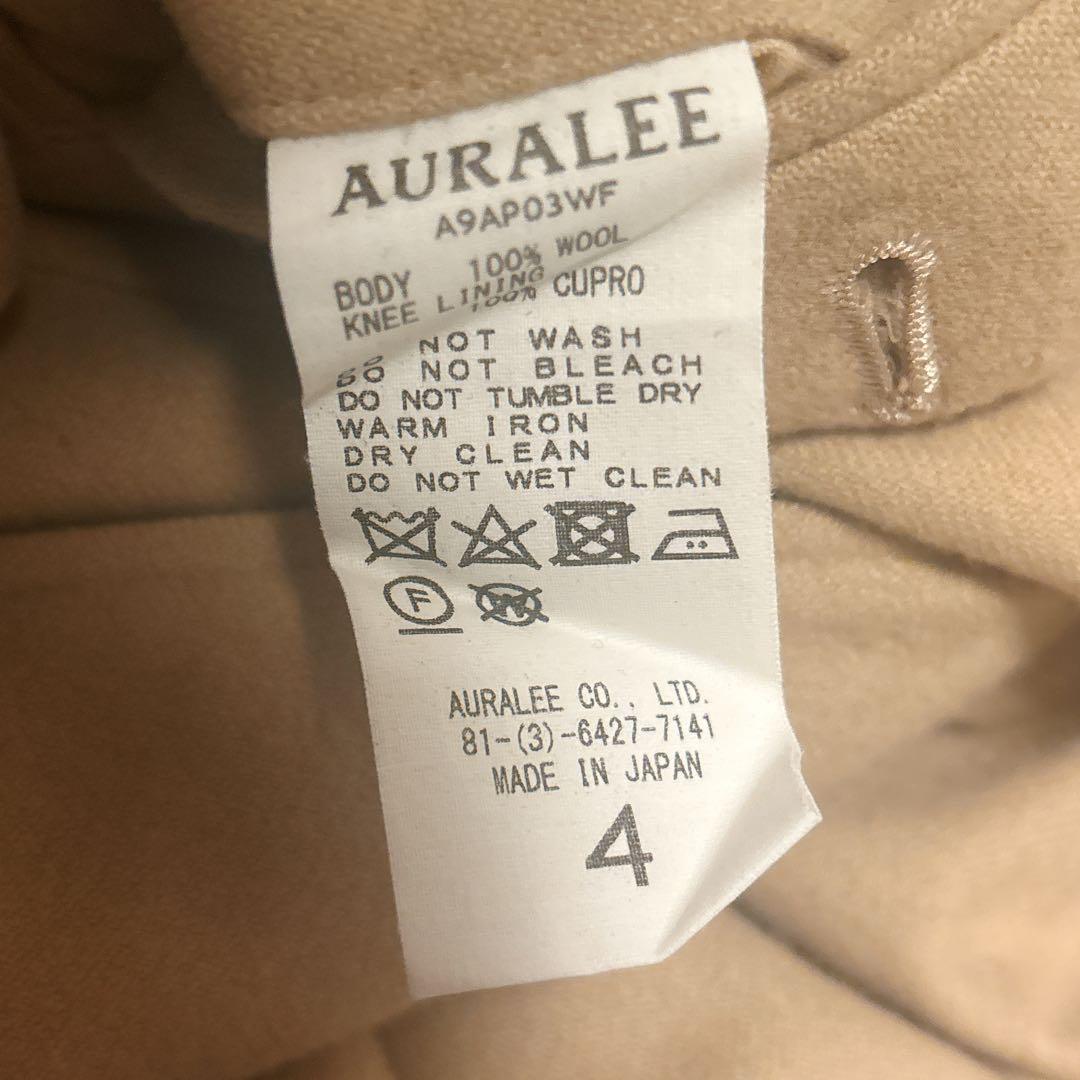 AURALEE
A9AP03WF
BODY 100% WOOL
KNEE LINING 100% CUPRO
NOT WASH
DO NOT BLEACH
DO NOT TUMBLE DRY
WARM IRON
DRY CLEAN
DO NOT WET CLEAN
F
W
AURALEE CO., LTD.
81-(3)-6427-7141
MADE IN JAPAN
4